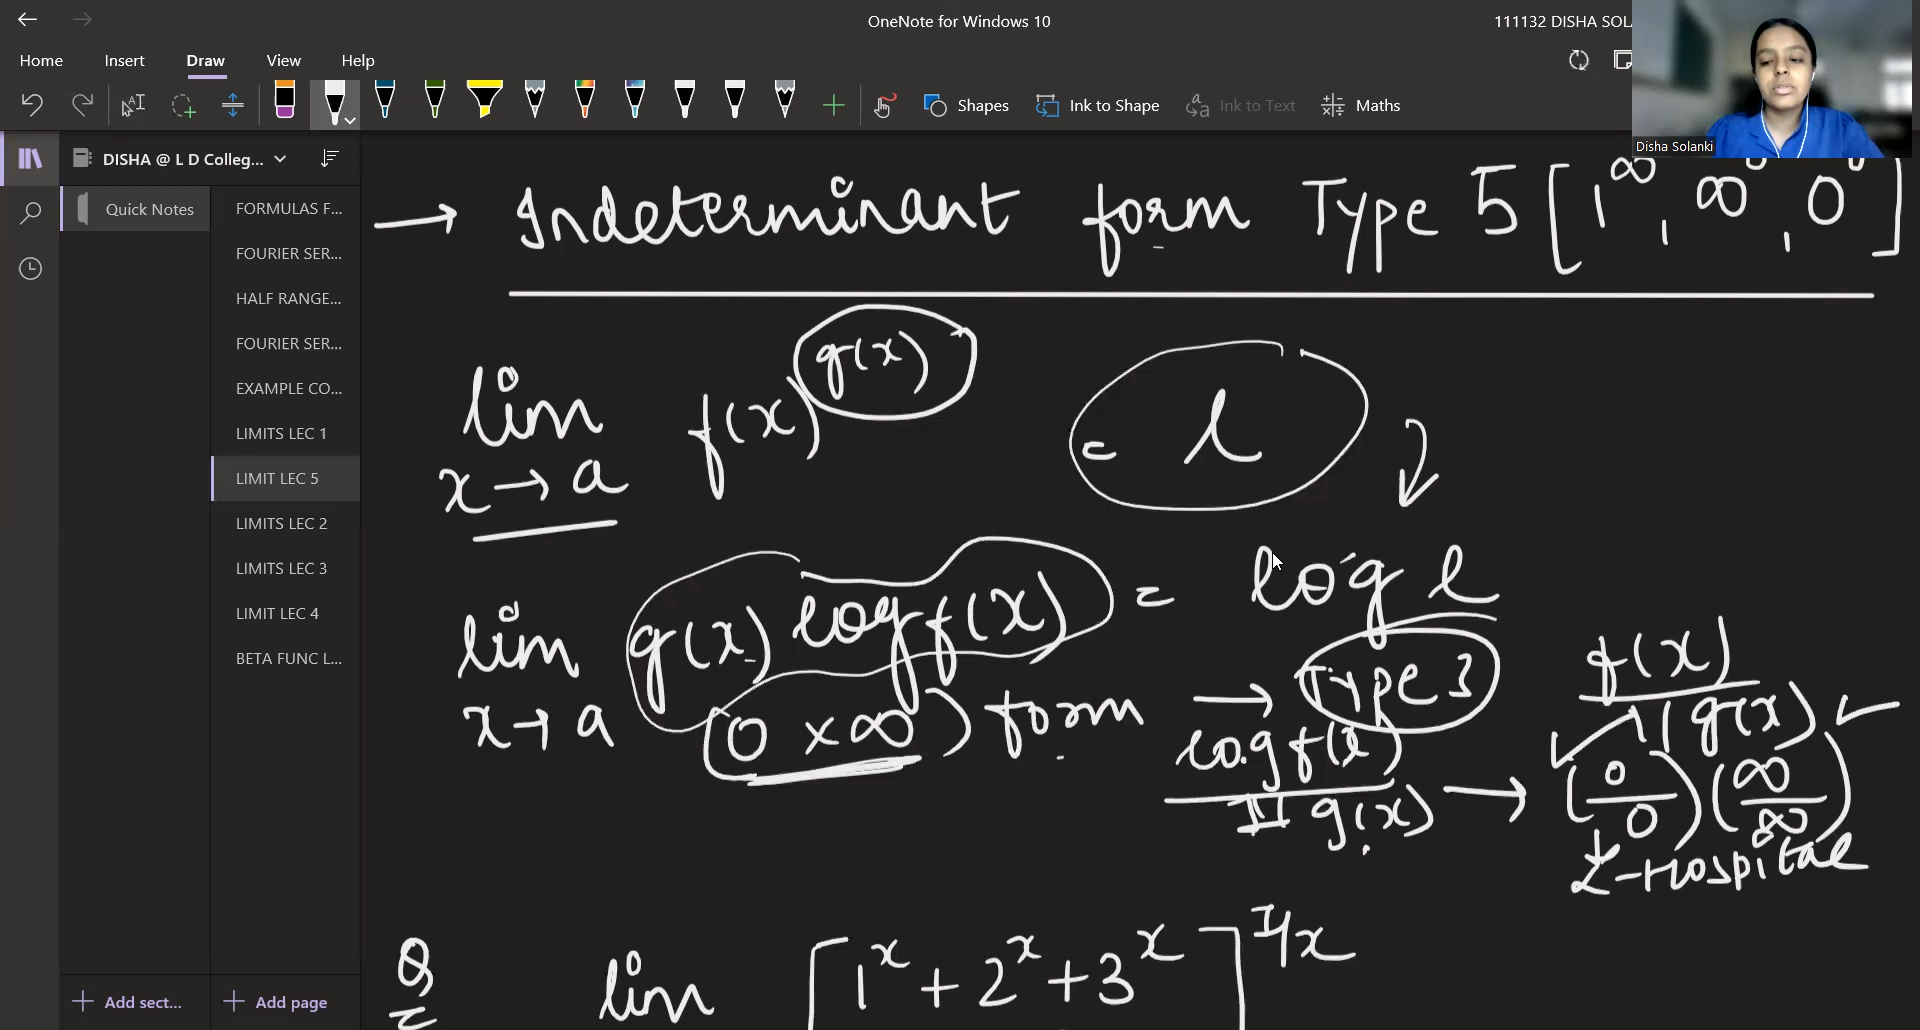 OneNote for Windows 10
111132 DISHA SOL
Home Insert Draw View Help
Shapes Ink to Shape Ink to Text Maths
Disha Solanki
DISHA @ L D Colleg...
Quick Notes
FORMULAS F...
FOURIER SER...
HALF RANGE...
FOURIER SER...
EXAMPLE CO...
LIMITS LEC 1
LIMIT LEC 5
LIMITS LEC 2
LIMITS LEC 3
LIMIT LEC 4
BETA FUNC L...
Add sect...
Add page
→ Indeterminant form Type 5 [1^∞, ∞^0, 0^0]
lim x→a f(x)^g(x) = l
lim x→a g(x) log f(x) = log l
(0 × ∞) form → Type 3
log f(x) / 1/g(x) →
f(x) / 1/g(x)
(0/0) (∞/∞)
L-Hospital
Q lim [1^x + 2^x + 3^x]^1/x